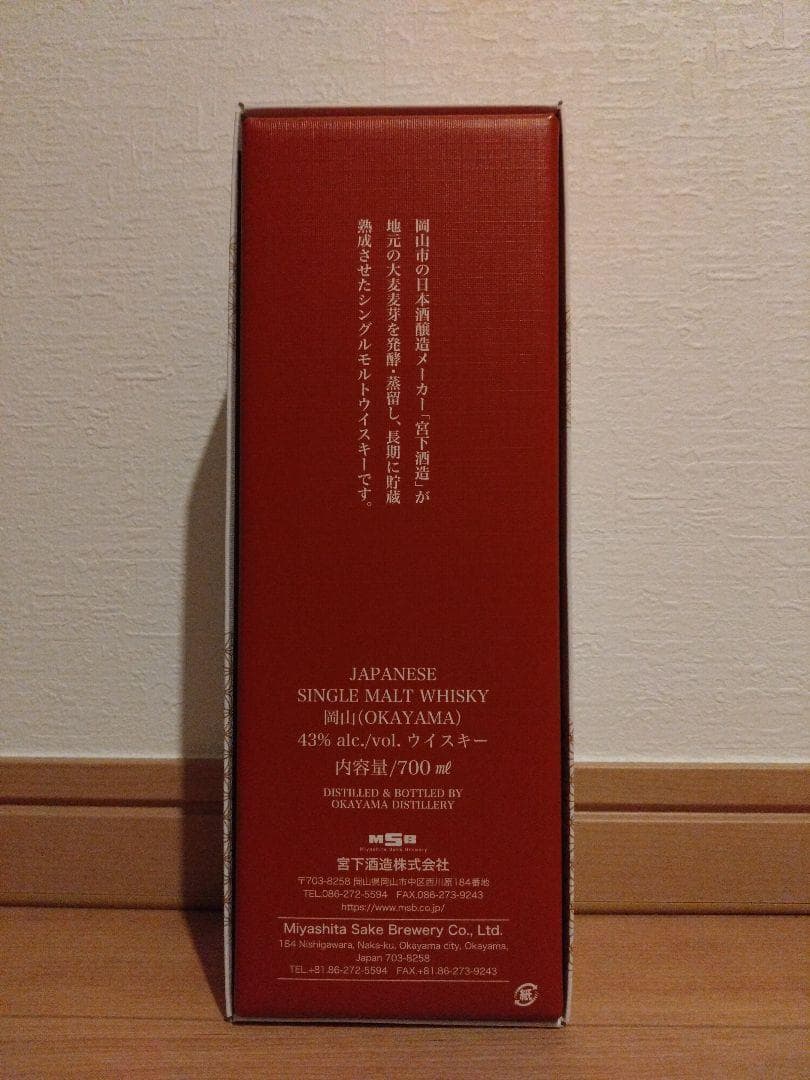 岡山市の日本酒醸造メーカー「宮下酒造」が
地元の大麦麦芽を発酵・蒸留し、長期に貯蔵
熟成させたシングルモルトウイスキーです。
JAPANESE
SINGLE MALT WHISKY
岡山(OKAYAMA)
43% alc./vol. ウイスキー
内容量/700㎖
DISTILLED & BOTTLED BY
OKAYAMA DISTILLERY
MSB
Miyashita Sake Brewery
宮下酒造株式会社
〒703-8258 岡山県岡山市中区西川原184番地
TEL.086-272-5594 FAX.086-273-9243
https://www.msb.co.jp/
Miyashita Sake Brewery Co., Ltd.
184 Nishigawara, Naka-ku, Okayama city, Okayama,
Japan 703-8258
TEL.+81.86-272-5594 FAX.+81.86-273-9243
紙